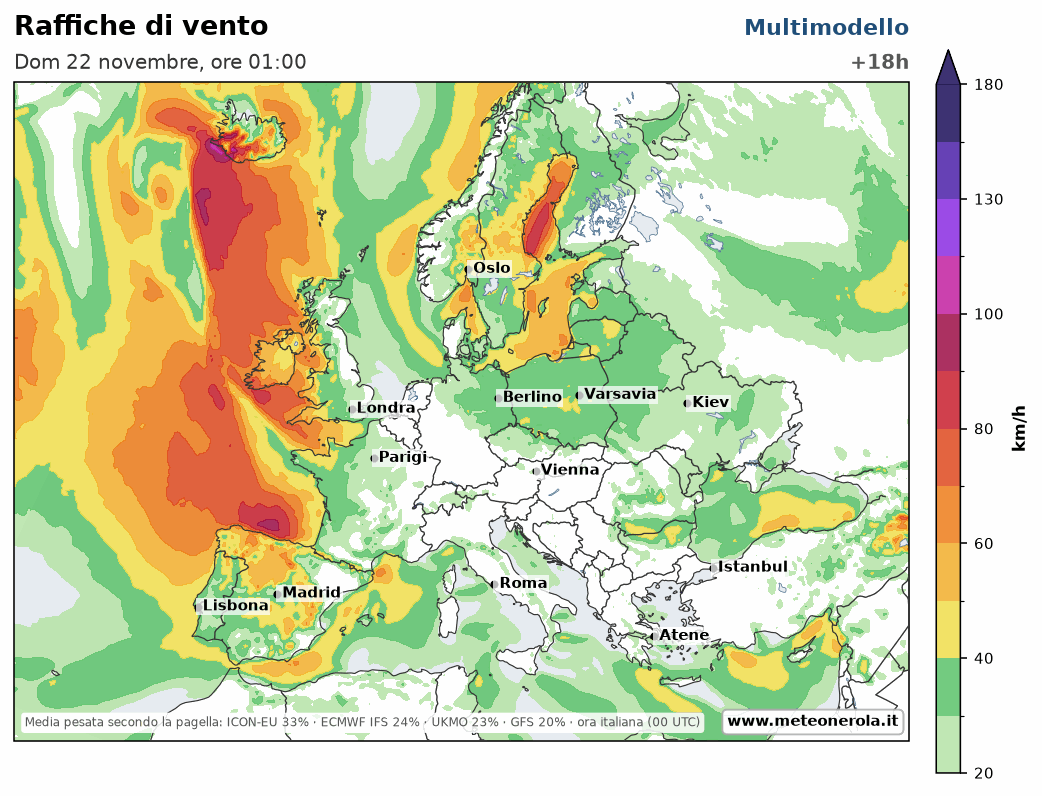 Raffiche di vento
Multimodello
Dom 22 novembre, ore 01:00
+18h
180
130
100
80
60
40
20
km/h
Oslo
Berlino
Varsavia
Kiev
Londra
Parigi
Vienna
Istanbul
Roma
Madrid
Lisbona
Atene
Media pesata secondo la pagella: ICON-EU 33% · ECMWF IFS 24% · UKMO 23% · GFS 20% · ora italiana (00 UTC)
www.meteonerola.it